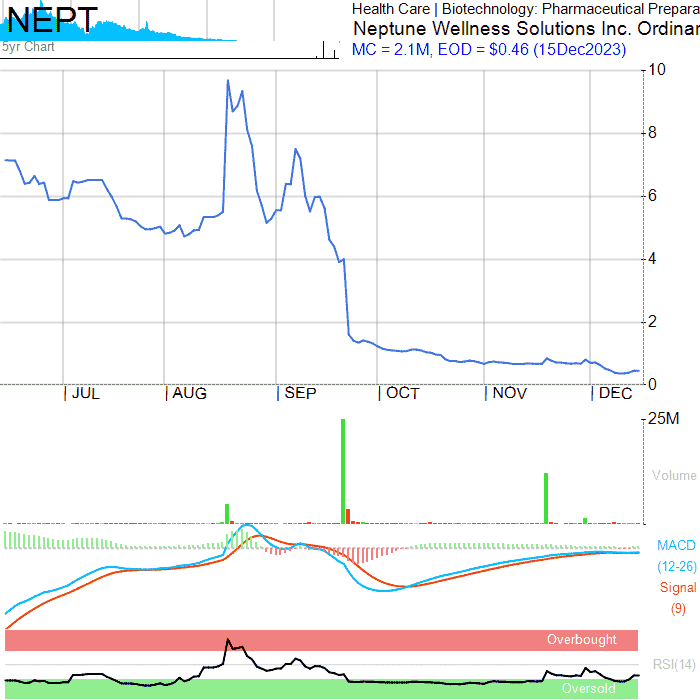 NEPT
5yr Chart
Health Care | Biotechnology: Pharmaceutical Prepara
Neptune Wellness Solutions Inc. Ordinar
MC = 2.1M, EOD = $0.46 (15Dec2023)
10
8
6
4
2
0
JUL AUG SEP OCT NOV DEC
25M
Volume
MACD
(12-26)
Signal
(9)
Overbought
RSI(14)
Oversold